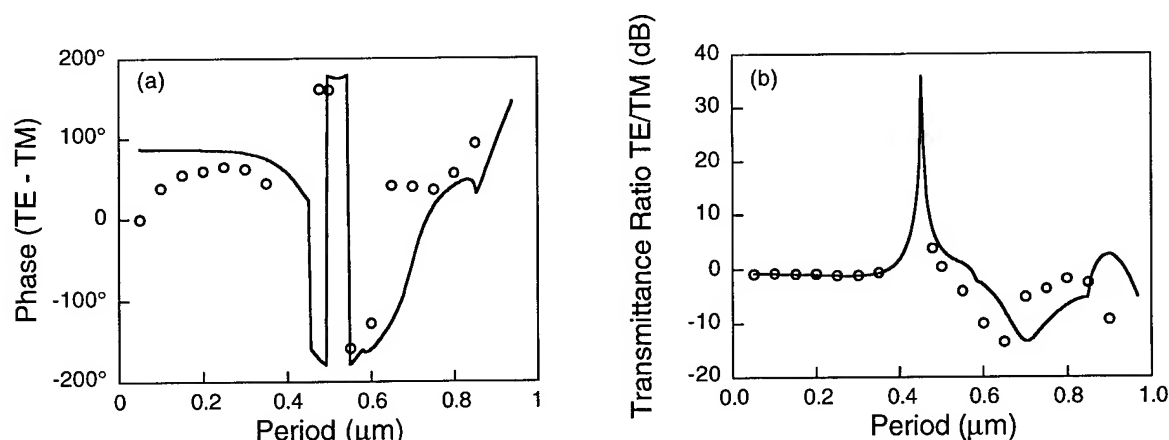 Phase (TE - TM)
(a)
200°
100°
0
-100°
-200°
0 0.2 0.4 0.6 0.8 1
Period (μm)
Transmittance Ratio TE/TM (dB)
(b)
40
30
20
10
0
-10
-20
0.0 0.2 0.4 0.6 0.8 1.0
Period (μm)